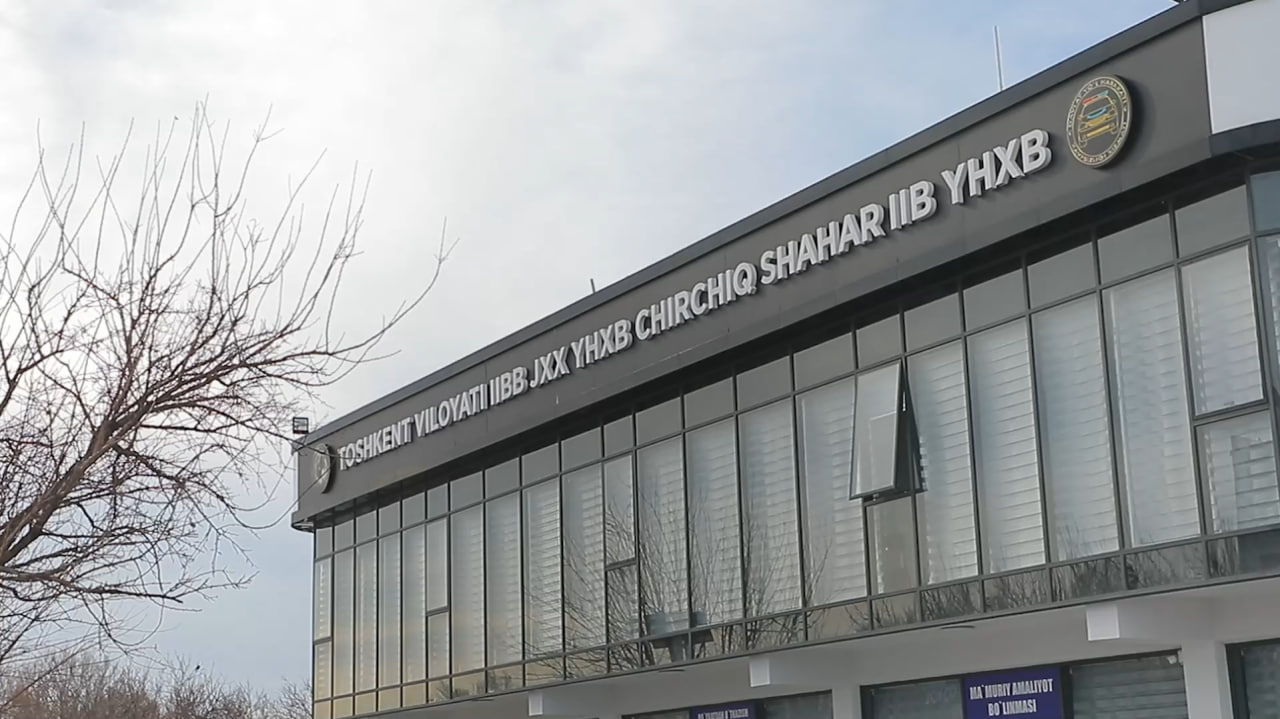 TOSHKENT VILOYATI IIBB JXX YHXB CHIRCHIQ SHAHAR IIB YHXB
MA`MURIY AMALIYOT
BO`LINMASI